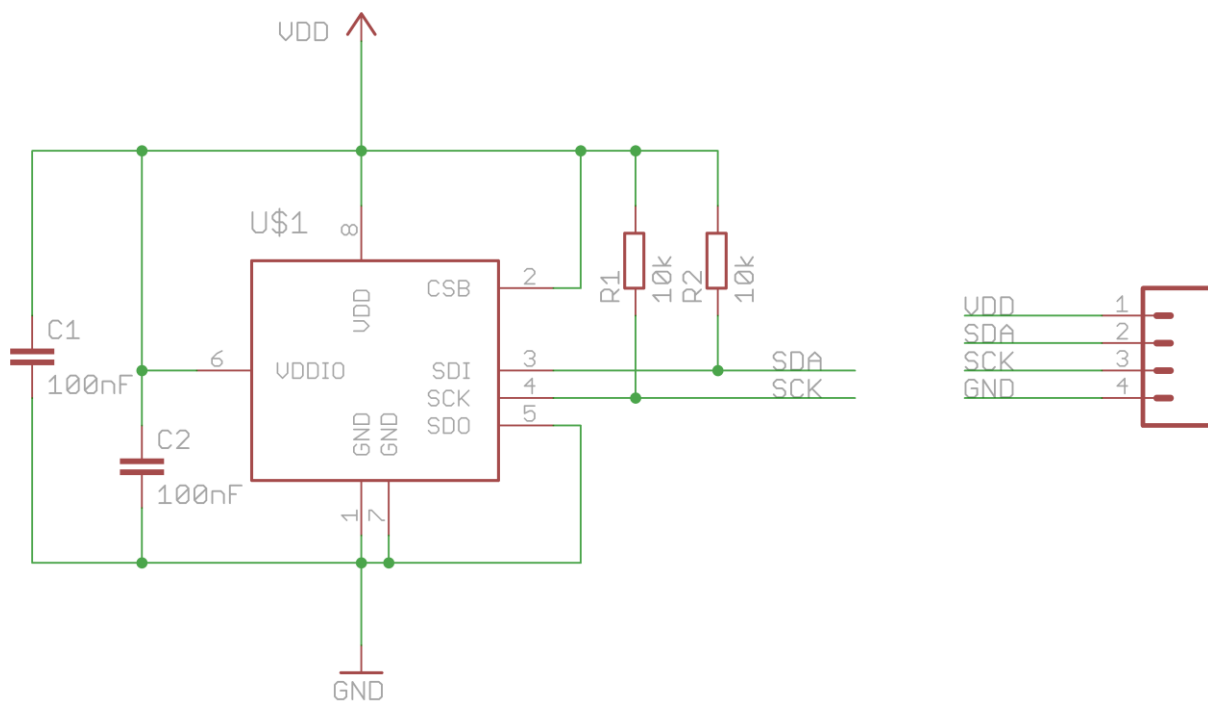 VDD
U$1
8
VDD
CSB
2
R1
10k
R2
10k
C1
100nF
6
VDDIO
SDI
3
SDA
SCK
4
SCK
SDO
5
GND
GND
C2
100nF
1
7
GND
VDD
1
SDA
2
SCK
3
GND
4